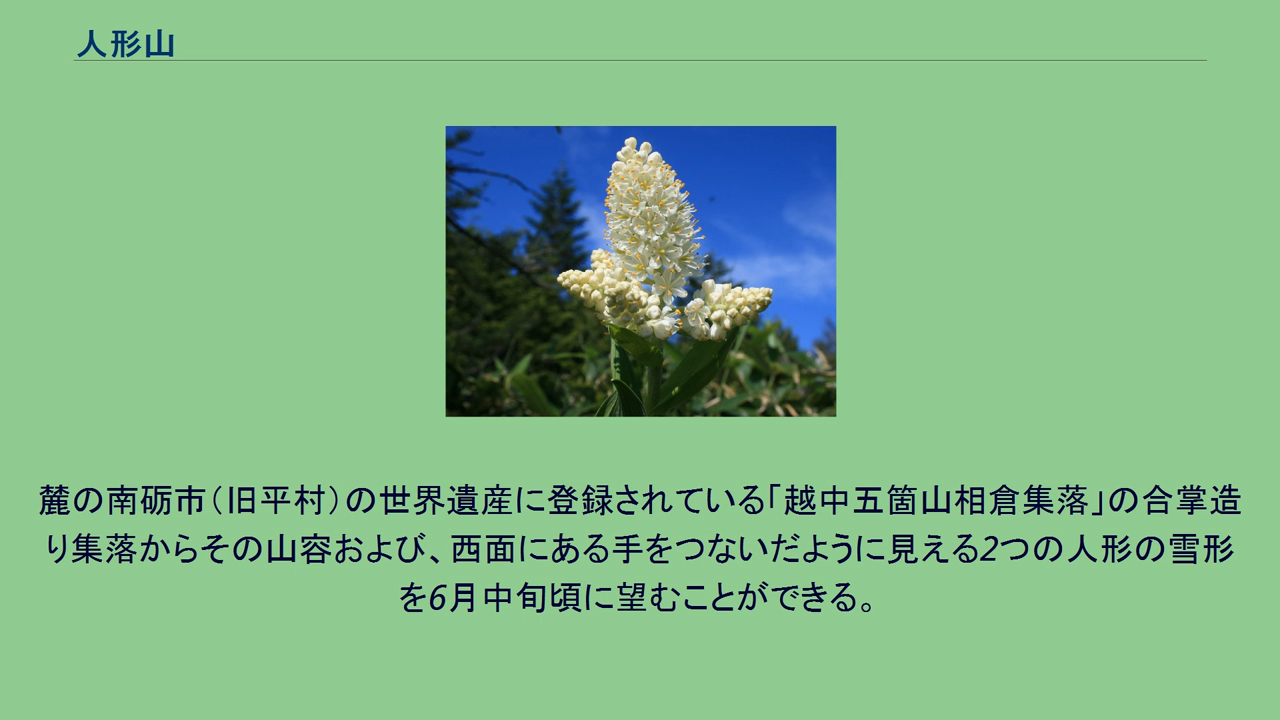 人形山
麓の南砺市（旧平村）の世界遺産に登録されている｢越中五箇山相倉集落｣の合掌造
り集落からその山容および、西面にある手をつないだように見える2つの人形の雪形
を6月中旬頃に望むことができる。